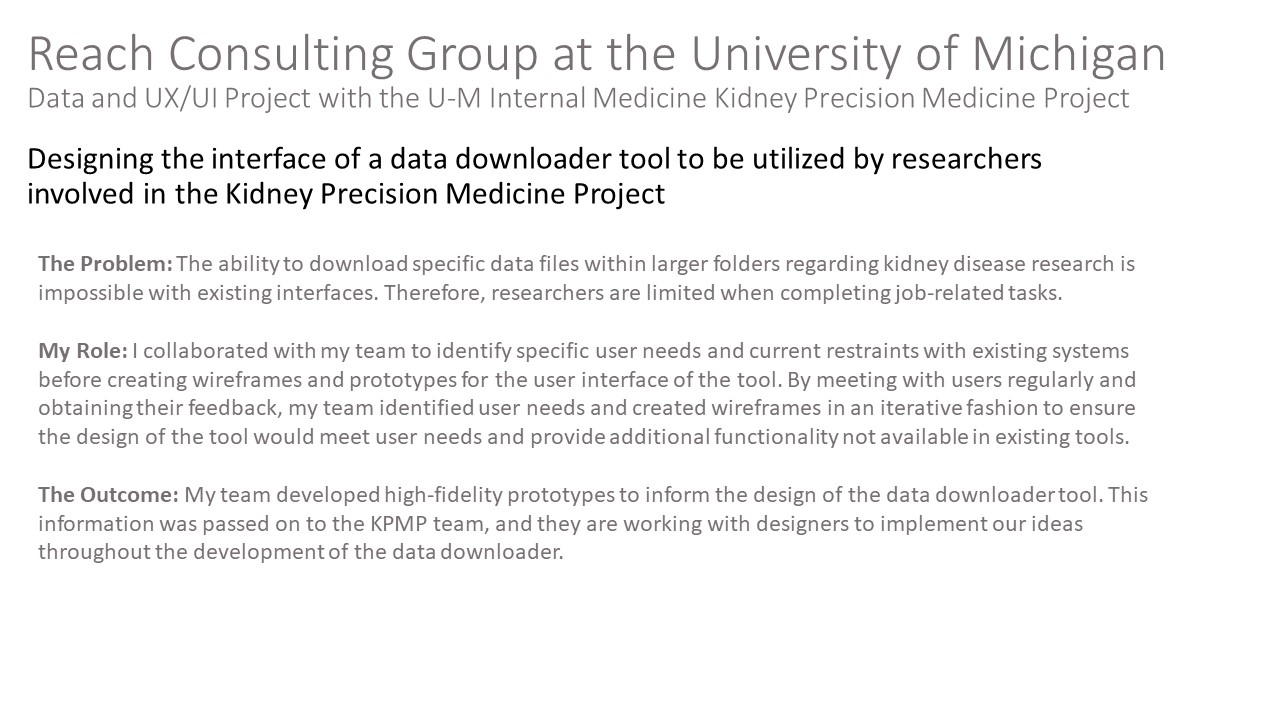 Reach Consulting Group at the University of Michigan
Data and UX/UI Project with the U-M Internal Medicine Kidney Precision Medicine Project
Designing the interface of a data downloader tool to be utilized by researchers
involved in the Kidney Precision Medicine Project
The Problem: The ability to download specific data files within larger folders regarding kidney disease research is
impossible with existing interfaces. Therefore, researchers are limited when completing job-related tasks.
My Role: I collaborated with my team to identify specific user needs and current restraints with existing systems
before creating wireframes and prototypes for the user interface of the tool. By meeting with users regularly and
obtaining their feedback, my team identified user needs and created wireframes in an iterative fashion to ensure
the design of the tool would meet user needs and provide additional functionality not available in existing tools.
The Outcome: My team developed high-fidelity prototypes to inform the design of the data downloader tool. This
information was passed on to the KPMP team, and they are working with designers to implement our ideas
throughout the development of the data downloader.